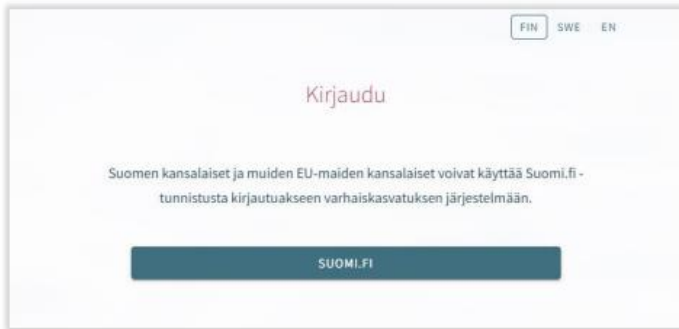 FIN SWE EN
Kirjaudu
Suomen kansalaiset ja muiden EU-maiden kansalaiset voivat käyttää Suomi.fi -
tunnistusta kirjautuakseen varhaiskasvatuksen järjestelmään.
SUOMI.FI